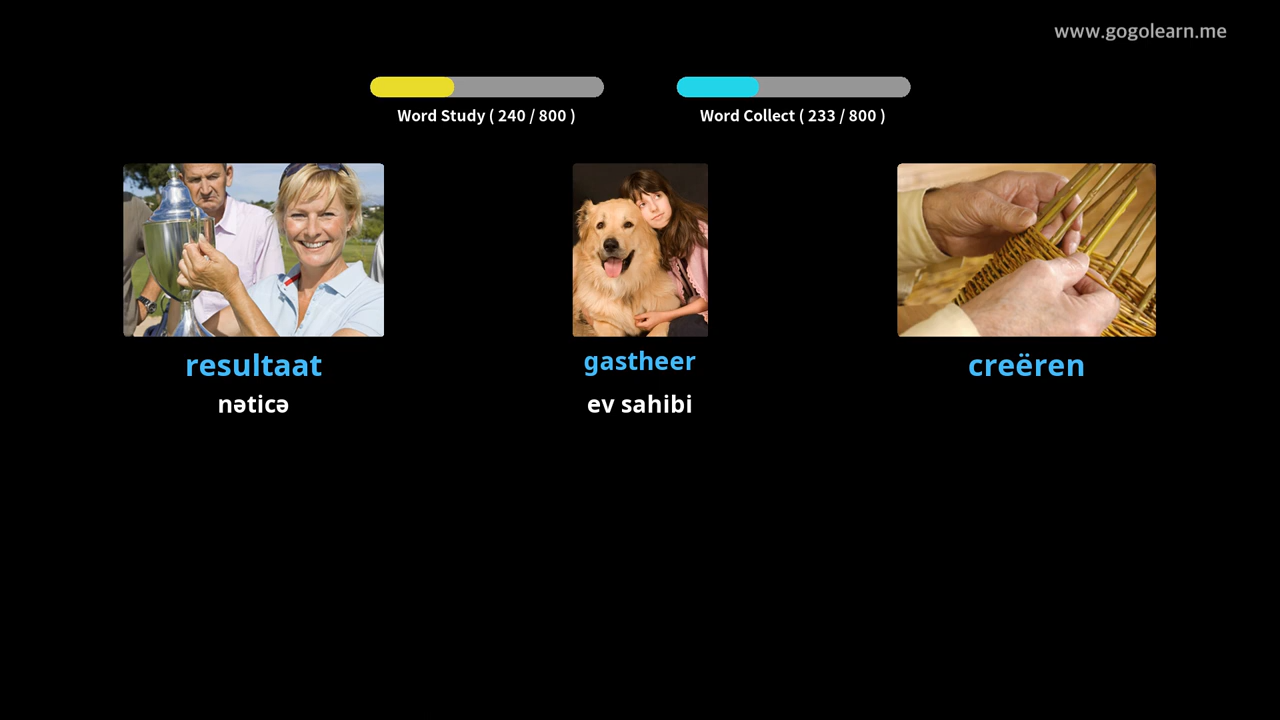 www.gogolearn.me
Word Study ( 240 / 800 )
Word Collect ( 233 / 800 )
resultaat
gastheer
creëren
nəticə
ev sahibi